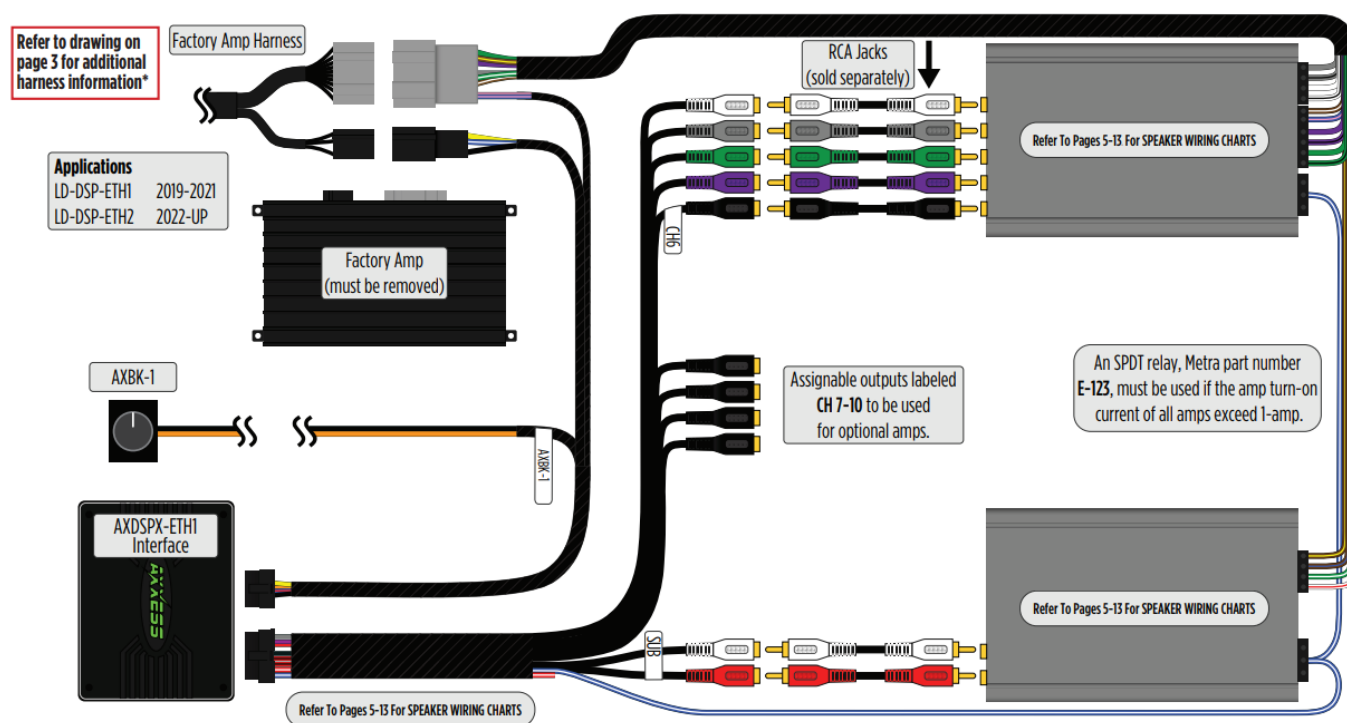 Refer to drawing on
page 3 for additional
harness information*
Factory Amp Harness
RCA Jacks
(sold separately)
Refer To Pages 5-13 For SPEAKER WIRING CHARTS
Applications
LD-DSP-ETH1 2019-2021
LD-DSP-ETH2 2022-UP
CH6
Factory Amp
(must be removed)
AXBK-1
AXBK-1
Assignable outputs labeled
CH 7-10 to be used
for optional amps.
An SPDT relay, Metra part number
E-123, must be used if the amp turn-on
current of all amps exceed 1-amp.
AXDSPX-ETH1
Interface
AXXESS
SUB
Refer To Pages 5-13 For SPEAKER WIRING CHARTS
Refer To Pages 5-13 For SPEAKER WIRING CHARTS